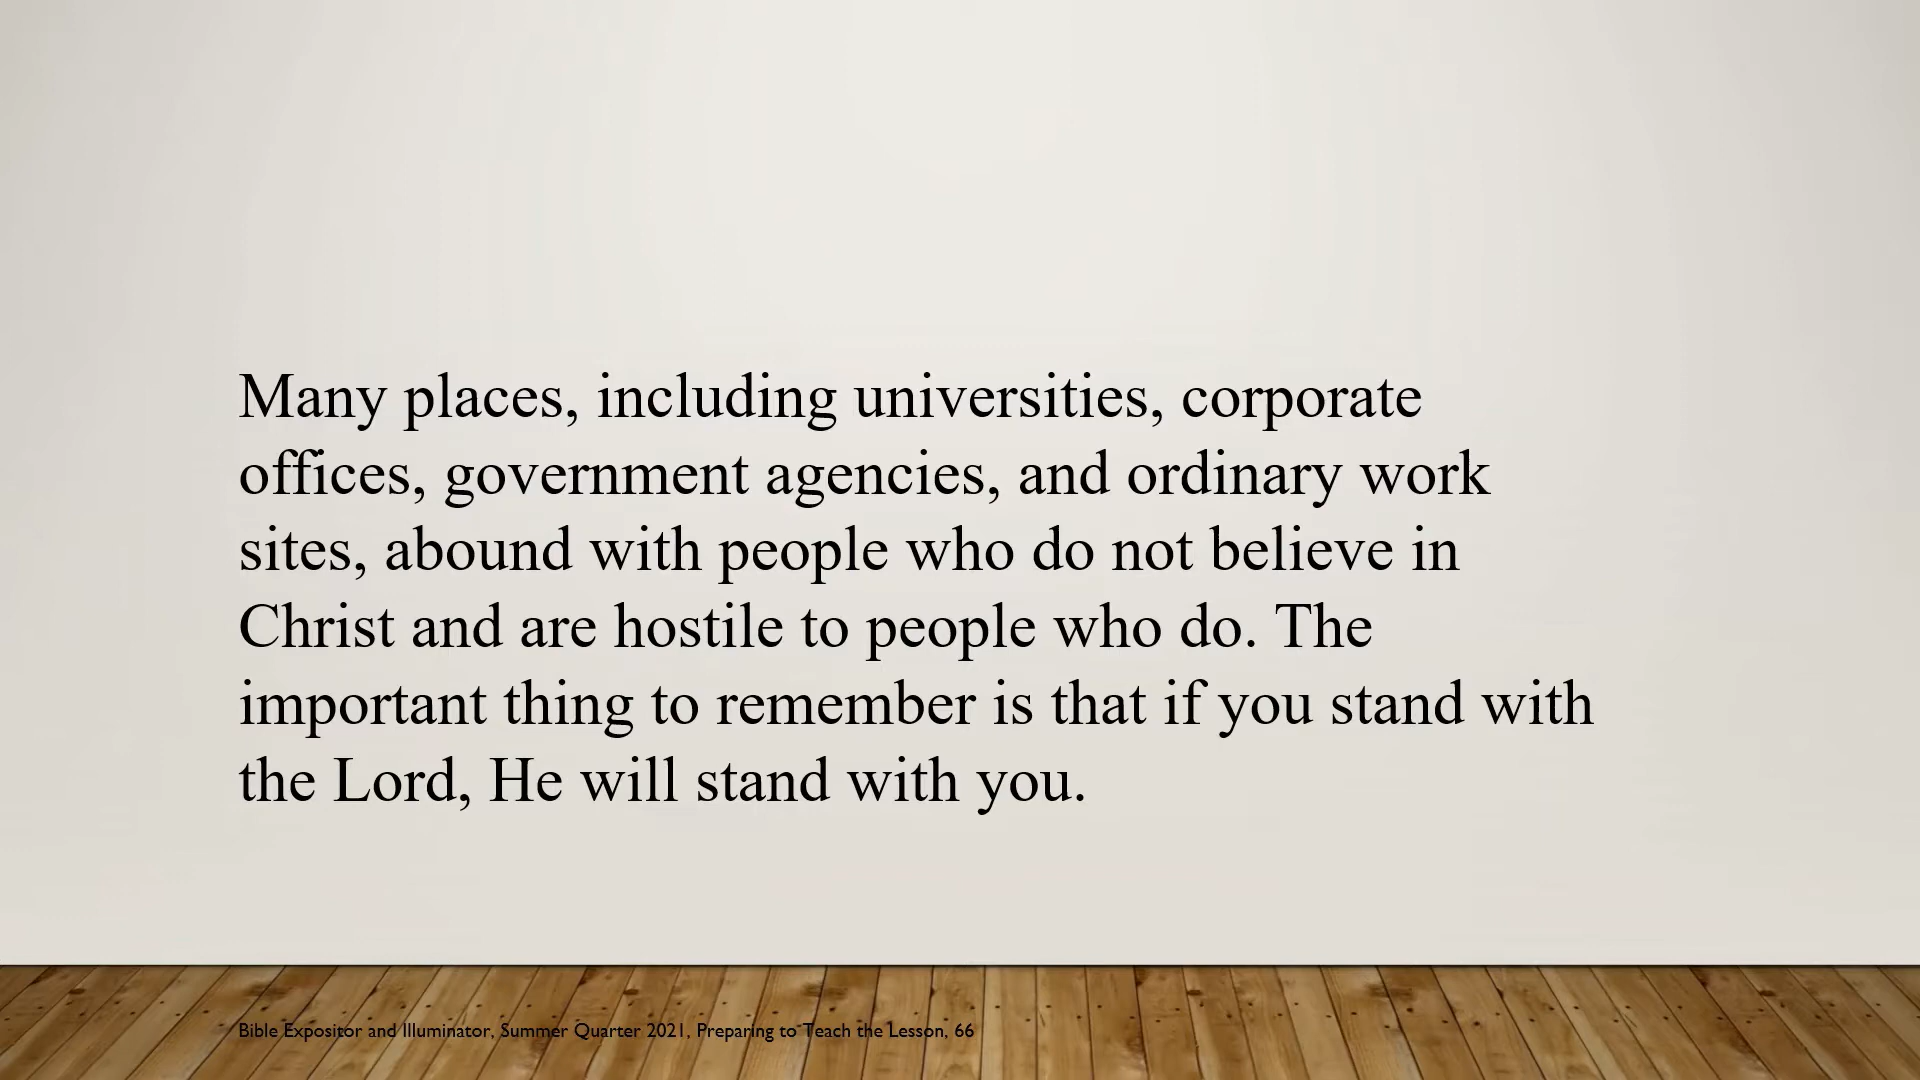 Many places, including universities, corporate
offices, government agencies, and ordinary work
sites, abound with people who do not believe in
Christ and are hostile to people who do. The
important thing to remember is that if you stand with
the Lord, He will stand with you.
Bible Expositor and Illuminator, Summer Quarter 2021, Preparing to Teach the Lesson, 66